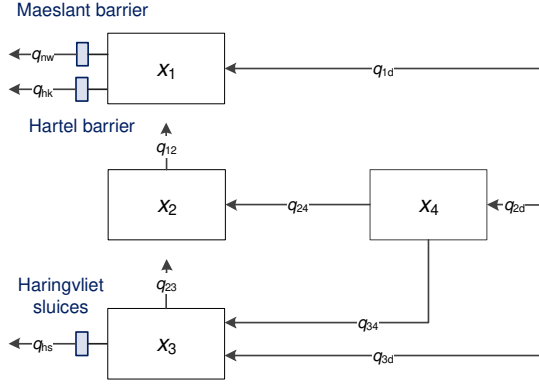 Maeslant barrier
qnw
x1
q1d
qhk
Hartel barrier
q12
x2
q24
x4
q2d
Haringvliet
sluices
q23
q34
qhs
x3
q3d